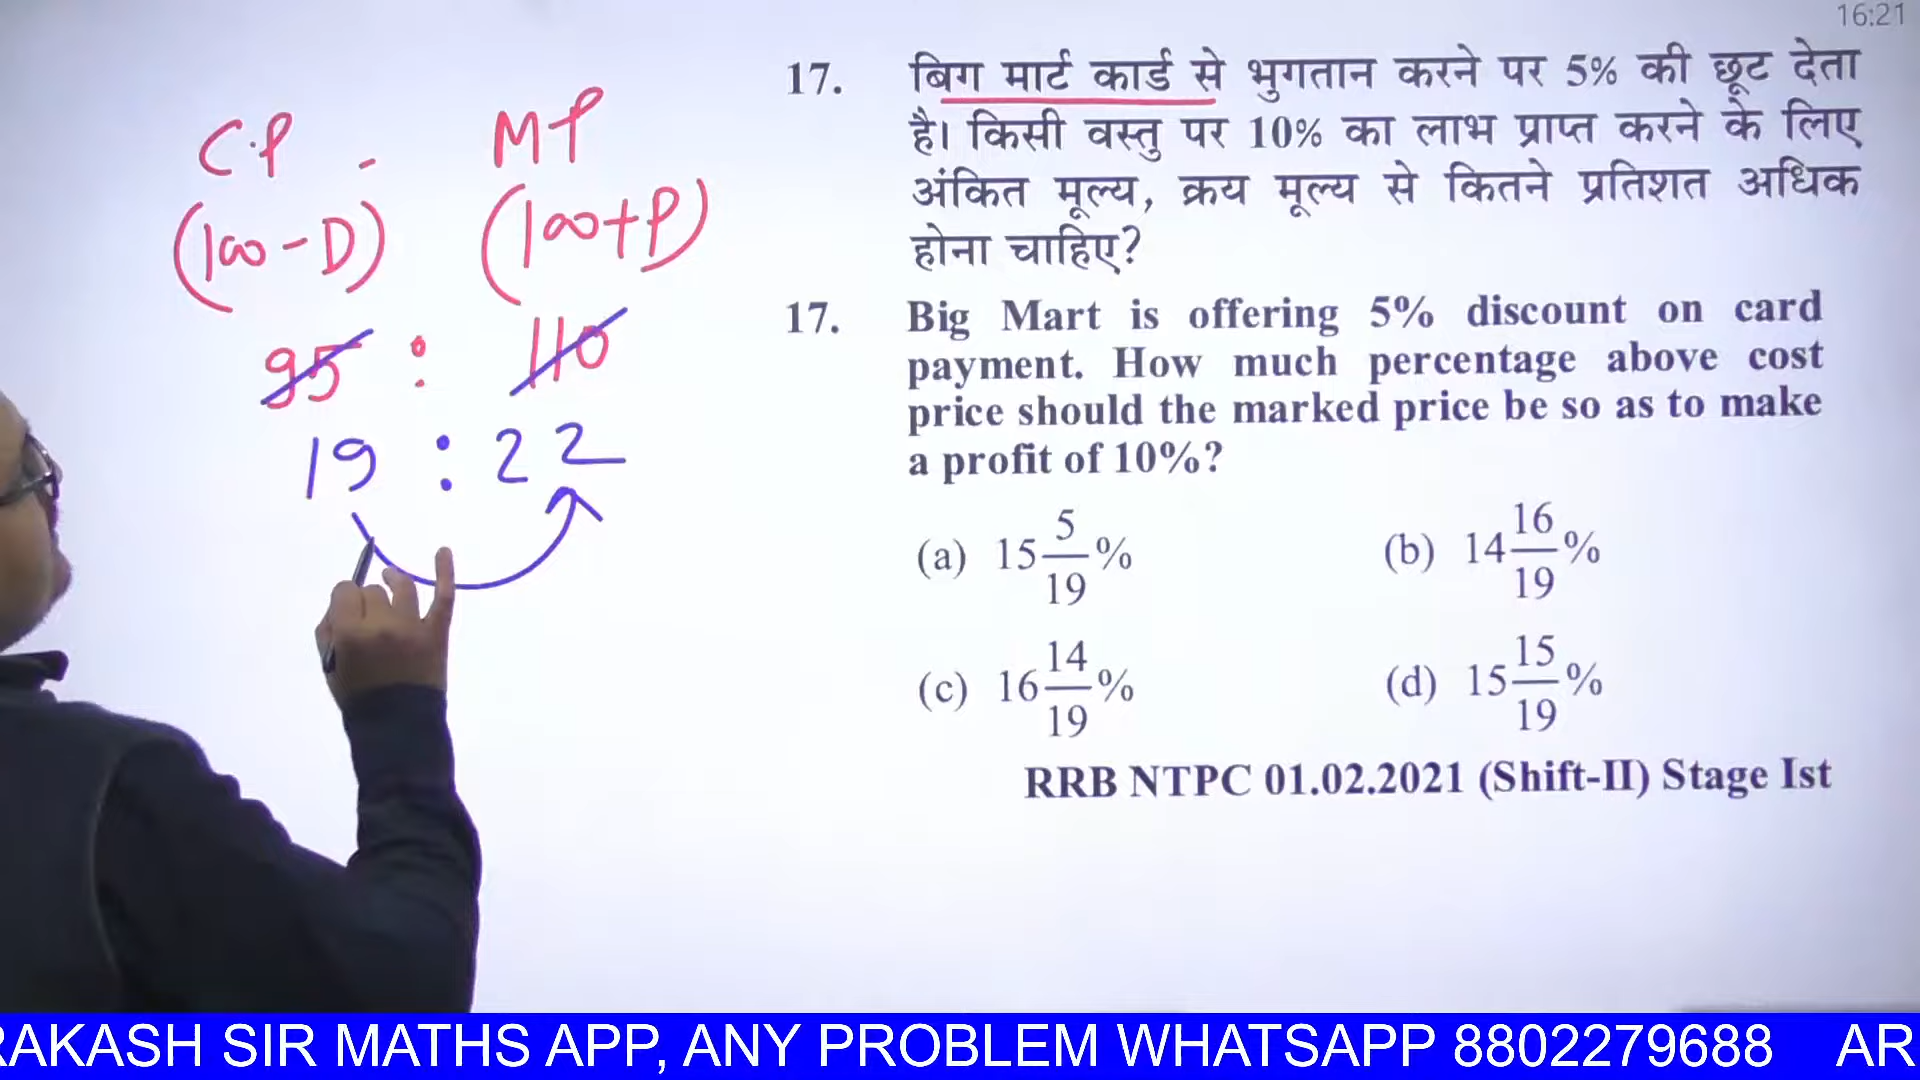 16:21
C.P - MP
(100-D) (100+P)
95 : 110
19 : 22
17. बिग मार्ट कार्ड से भुगतान करने पर 5% की छूट देता
है। किसी वस्तु पर 10% का लाभ प्राप्त करने के लिए
अंकित मूल्य, क्रय मूल्य से कितने प्रतिशत अधिक
होना चाहिए?
17. Big Mart is offering 5% discount on card
payment. How much percentage above cost
price should the marked price be so as to make
a profit of 10%?
(a) 15 5/19 % (b) 14 16/19 %
(c) 16 14/19 % (d) 15 15/19 %
RRB NTPC 01.02.2021 (Shift-II) Stage Ist
RAKASH SIR MATHS APP, ANY PROBLEM WHATSAPP 8802279688 AR